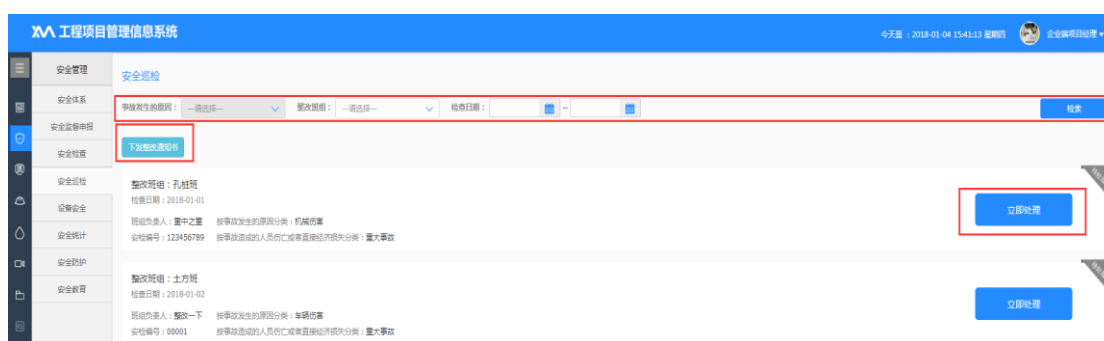 工程项目管理信息系统
今天是：2018-01-04 15:41:13 星期四
企业端项目经理
安全管理
安全体系
安全监督申报
安全检查
安全巡检
设备安全
安全统计
安全防护
安全教育
安全巡检
事故发生的原因： ---请选择--- 整改班组： ---请选择--- 检查日期： -- 检索
下发整改通知书
整改班组：孔桩班
检查日期：2018-01-01
班组负责人：重中之重 按事故发生的原因分类：机械伤害
安检编号：123456789 按事故造成的人员伤亡或者直接经济损失分类：重大事故
立即处理
整改班组：土方班
检查日期：2018-01-02
班组负责人：整改一下 按事故发生的原因分类：车辆伤害
安检编号：00001 按事故造成的人员伤亡或者直接经济损失分类：重大事故
立即处理